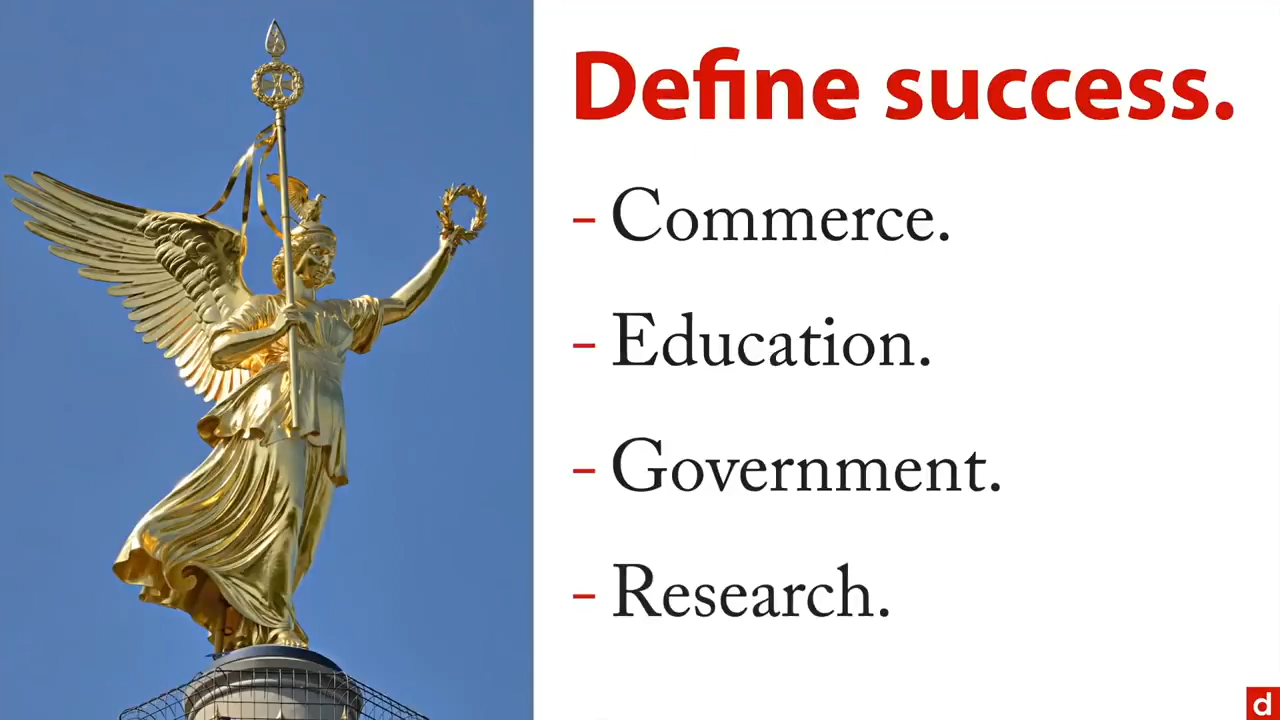 Define success.
– Commerce.
– Education.
– Government.
– Research.
d